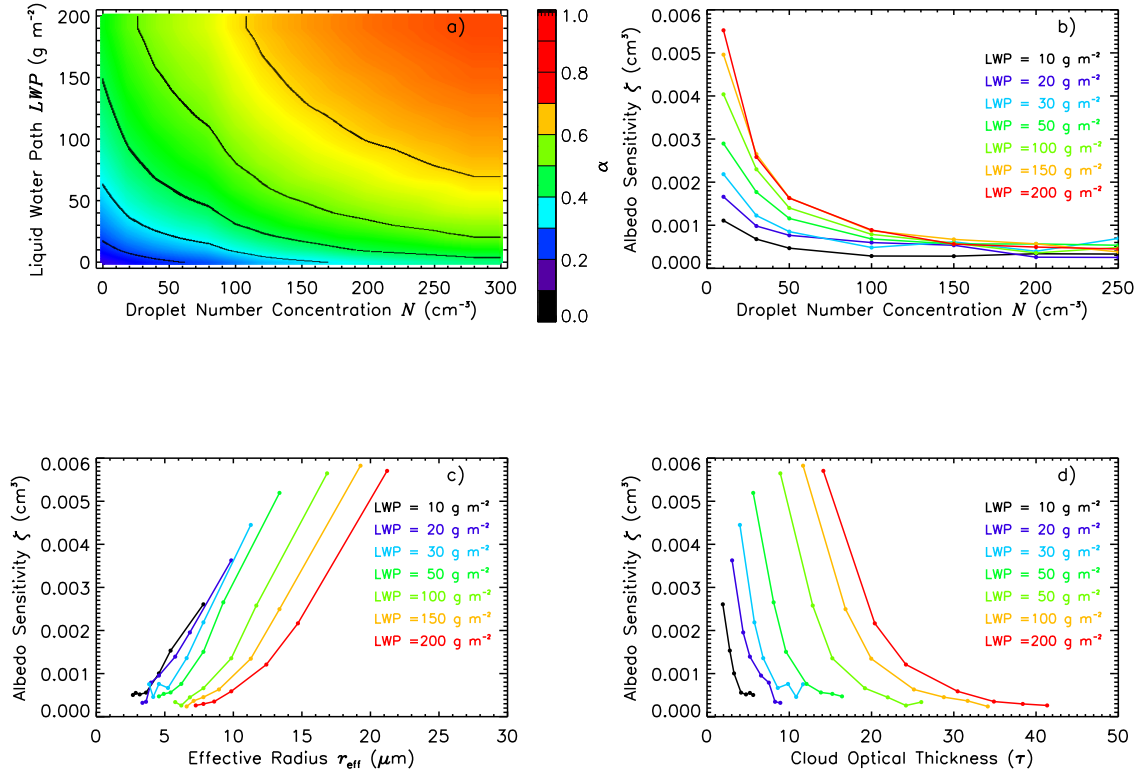 a)
Liquid Water Path LWP (g m⁻²)
200
150
100
50
0
0 50 100 150 200 250 300
Droplet Number Concentration N (cm⁻³)
1.0
0.8
0.6
0.4
0.2
0.0
α
b)
Albedo Sensitivity ζ (cm³)
0.006
0.005
0.004
0.003
0.002
0.001
0.000
0 50 100 150 200 250
Droplet Number Concentration N (cm⁻³)
LWP = 10 g m⁻²
LWP = 20 g m⁻²
LWP = 30 g m⁻²
LWP = 50 g m⁻²
LWP =100 g m⁻²
LWP =150 g m⁻²
LWP =200 g m⁻²
c)
Albedo Sensitivity ζ (cm³)
0.006
0.005
0.004
0.003
0.002
0.001
0.000
0 5 10 15 20 25 30
Effective Radius r_eff (μm)
LWP = 10 g m⁻²
LWP = 20 g m⁻²
LWP = 30 g m⁻²
LWP = 50 g m⁻²
LWP =100 g m⁻²
LWP =150 g m⁻²
LWP =200 g m⁻²
d)
Albedo Sensitivity ζ (cm³)
0.006
0.005
0.004
0.003
0.002
0.001
0.000
0 10 20 30 40 50
Cloud Optical Thickness (τ)
LWP = 10 g m⁻²
LWP = 20 g m⁻²
LWP = 30 g m⁻²
LWP = 50 g m⁻²
LWP = 50 g m⁻²
LWP =100 g m⁻²
LWP =200 g m⁻²